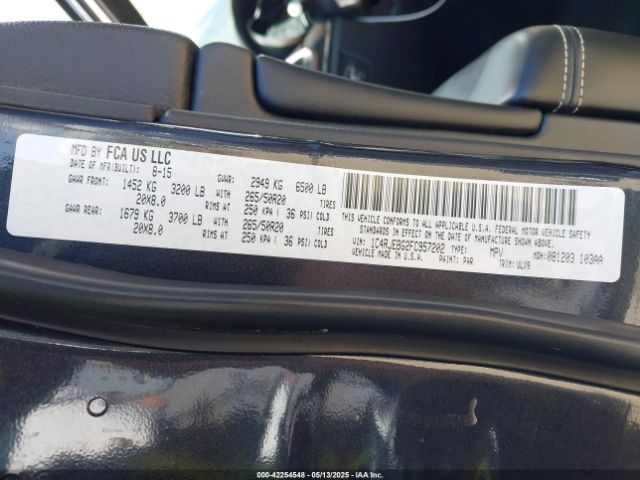 MFD BY FCA US LLC
DATE OF MFR(BUILT): 8-15 GVWR: 2949 KG 6500 LB
GAWR FRONT: 1452 KG 3200 LB WITH 265/50R20 TIRES
20X8.0 RIMS AT 250 KPA ( 36 PSI) COLD
GAWR REAR: 1679 KG 3700 LB WITH 265/50R20 TIRES
20X8.0 RIMS AT 250 KPA ( 36 PSI) COLD
THIS VEHICLE CONFORMS TO ALL APPLICABLE U.S.A. FEDERAL MOTOR VEHICLE SAFETY
STANDARDS IN EFFECT ON THE DATE OF MANUFACTURE SHOWN ABOVE
VIN: 1C4RJEBG2FC957202 TYPE: MPV MDH: 081203 103AA
VEHICLE MADE IN U.S.A. PAINT: PAR TRIM: ULX9
000-42254548 - 05/13/2025 - IAAI.COM